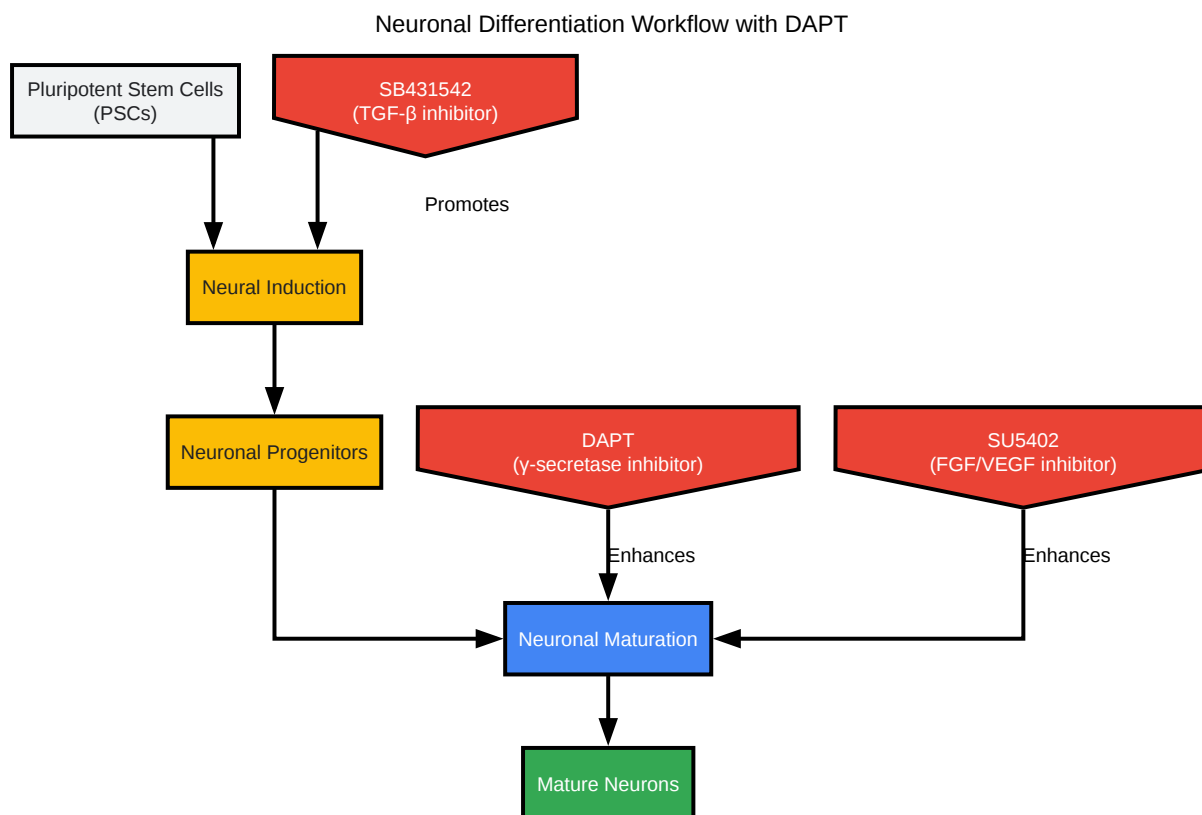 Neuronal Differentiation Workflow with DAPT
Pluripotent Stem Cells
(PSCs)
SB431542
(TGF-β inhibitor)
Promotes
Neural Induction
Neuronal Progenitors
DAPT
(γ-secretase inhibitor)
SU5402
(FGF/VEGF inhibitor)
Enhances
Enhances
Neuronal Maturation
Mature Neurons